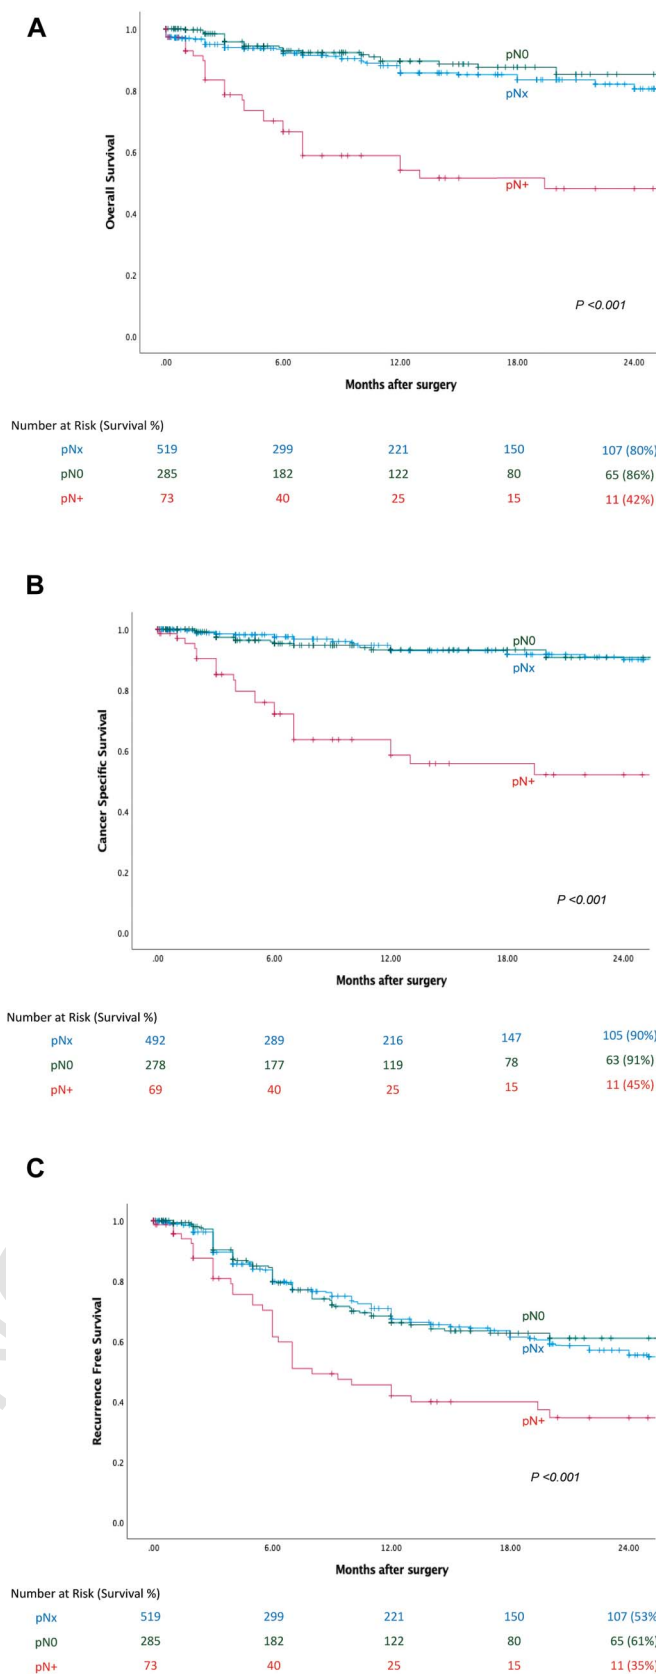 A
1.0
0.8
0.6
0.4
0.2
0.0
Overall Survival
pN0
pNx
pN+
P <0.001
.00 6.00 12.00 18.00 24.00
Months after surgery
Number at Risk (Survival %)
pNx 519 299 221 150 107 (80%)
pN0 285 182 122 80 65 (86%)
pN+ 73 40 25 15 11 (42%)
B
1.0
0.8
0.6
0.4
0.2
0.0
Cancer Specific Survival
pN0
pNx
pN+
P <0.001
.00 6.00 12.00 18.00 24.00
Months after surgery
Number at Risk (Survival %)
pNx 492 289 216 147 105 (90%)
pN0 278 177 119 78 63 (91%)
pN+ 69 40 25 15 11 (45%)
C
1.0
0.8
0.6
0.4
0.2
0.0
Recurrence Free Survival
pN0
pNx
pN+
P <0.001
.00 6.00 12.00 18.00 24.00
Months after surgery
Number at Risk (Survival %)
pNx 519 299 221 150 107 (53%
pN0 285 182 122 80 65 (61%)
pN+ 73 40 25 15 11 (35%)